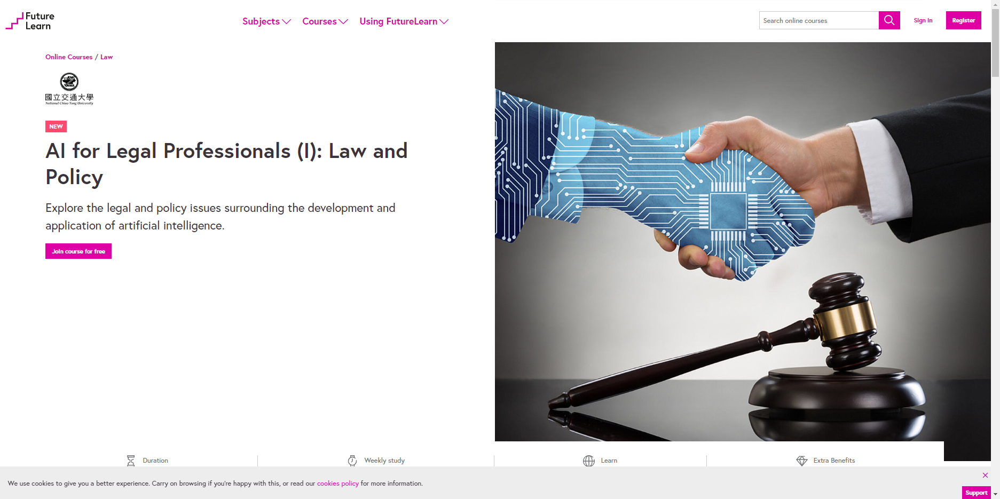 Future
Learn
Subjects
Courses
Using FutureLearn
Search online courses
Sign in
Register
Online Courses / Law
國立交通大學
National Chiao Tung University
NEW
AI for Legal Professionals (I): Law and
Policy
Explore the legal and policy issues surrounding the development and
application of artificial intelligence.
Join course for free
Duration
Weekly study
Learn
Extra Benefits
We use cookies to give you a better experience. Carry on browsing if you're happy with this, or read our cookies policy for more information.
Support